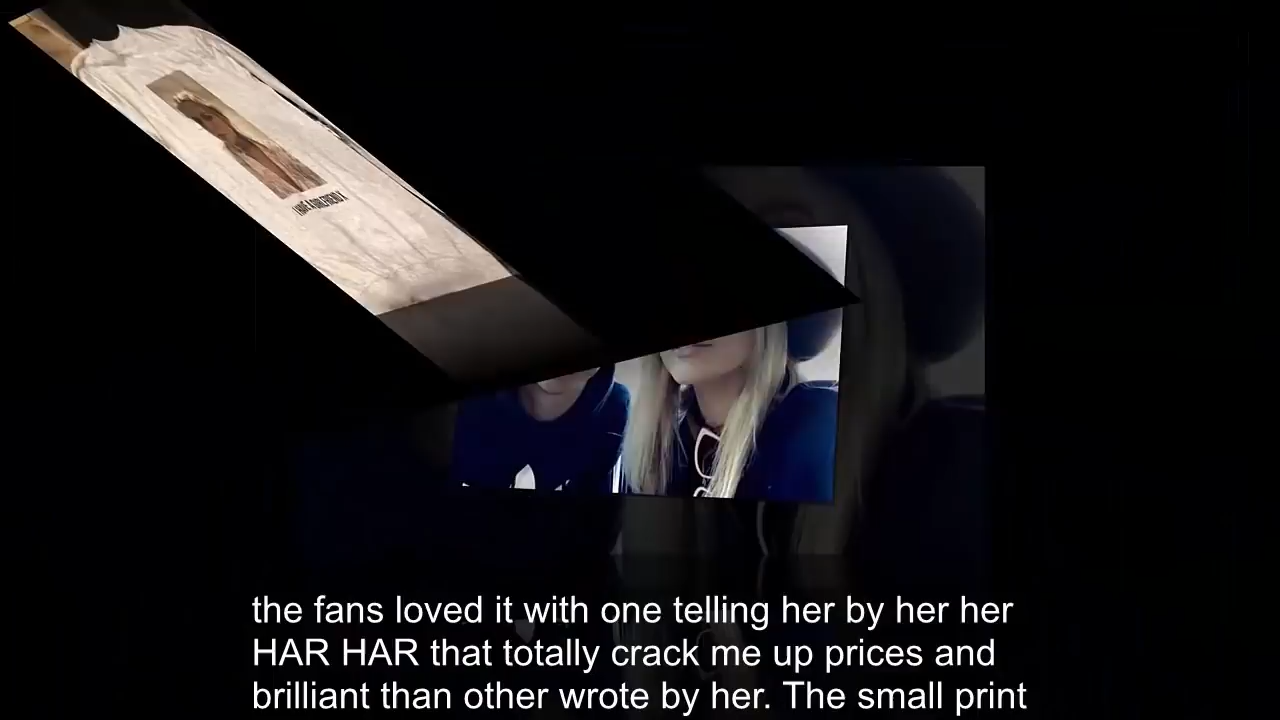 the fans loved it with one telling her by her her
HAR HAR that totally crack me up prices and
brilliant than other wrote by her. The small print